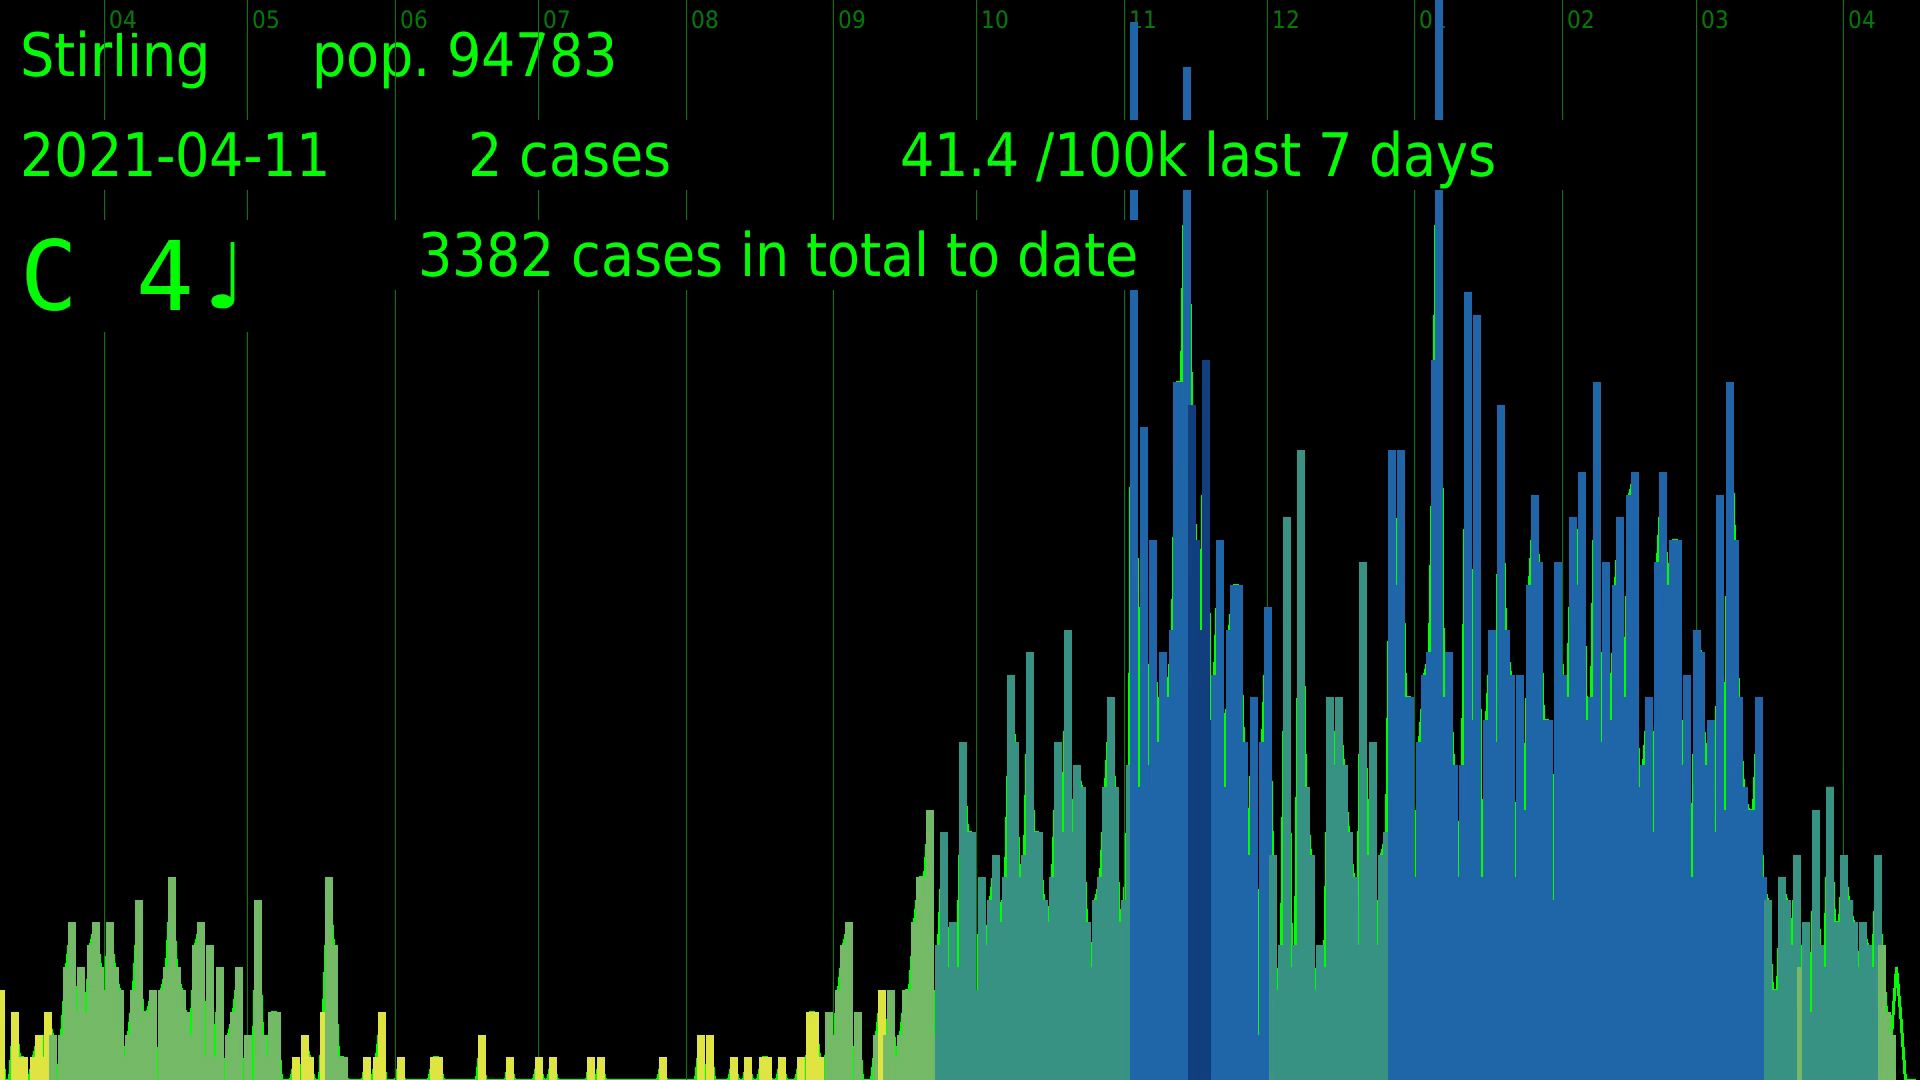 04 05 06 07 08 09 10 11 12 01 02 03 04
Stirling pop. 94783
2021-04-11 2 cases 41.4 /100k last 7 days
C 4♩ 3382 cases in total to date